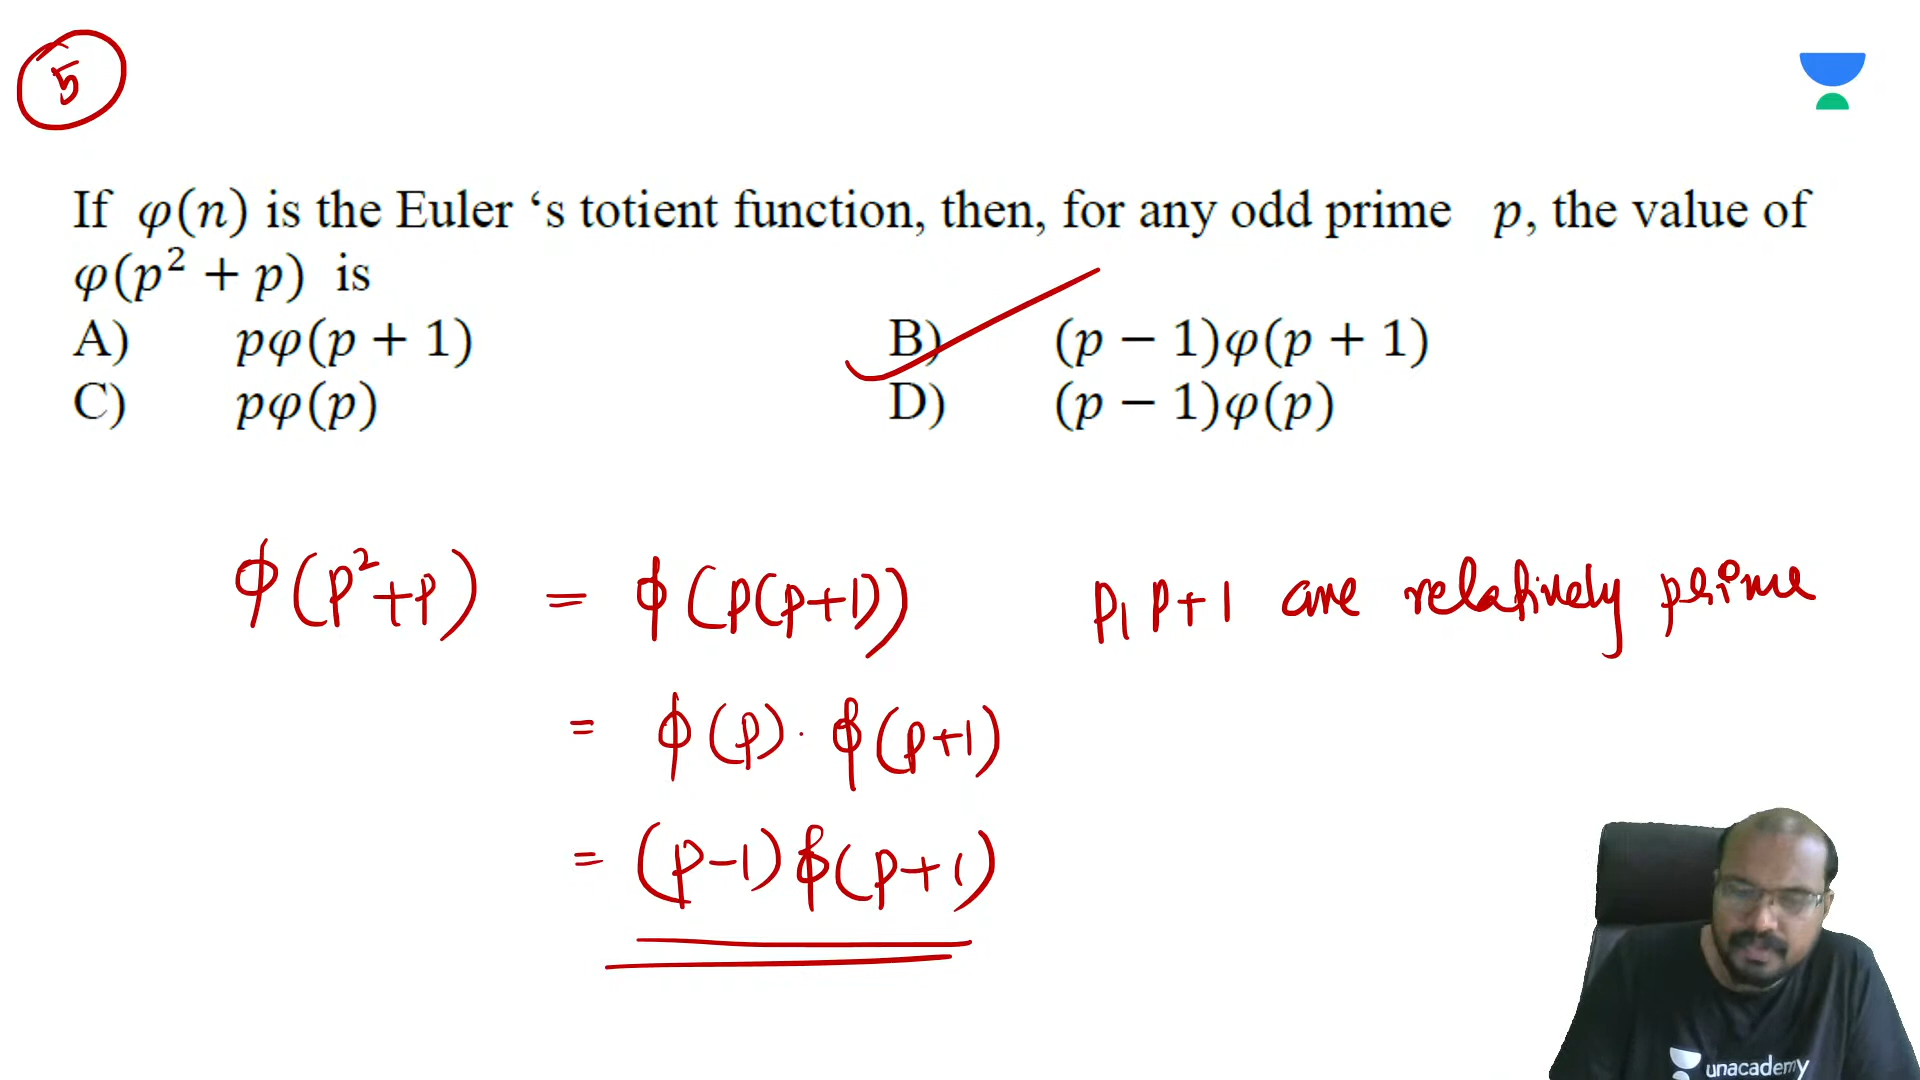 5
If φ(n) is the Euler ‘s totient function, then, for any odd prime p, the value of
φ(p² + p) is
A) pφ(p + 1) B) (p − 1)φ(p + 1)
C) pφ(p) D) (p − 1)φ(p)
ϕ(p²+p) = ϕ(p(p+1)) p, p+1 are relatively prime
= ϕ(p) · ϕ(p+1)
= (p-1) ϕ(p+1)
unacademy